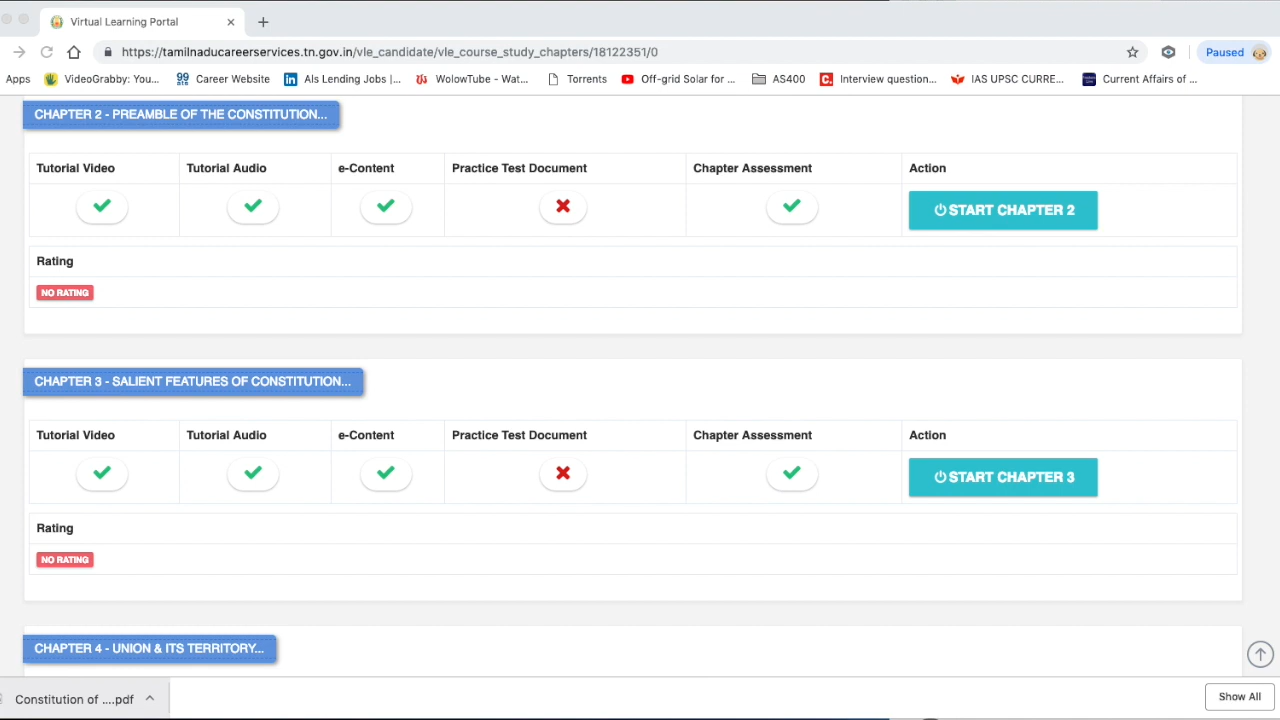 Virtual Learning Portal
https://tamilnaducareerservices.tn.gov.in/vle_candidate/vle_course_study_chapters/18122351/0
Paused
Apps VideoGrabby: You... Career Website Als Lending Jobs |... WolowTube - Wat... Torrents Off-grid Solar for ... AS400 Interview question... IAS UPSC CURRE... Current Affairs of ...
CHAPTER 2 - PREAMBLE OF THE CONSTITUTION...
Tutorial Video Tutorial Audio e-Content Practice Test Document Chapter Assessment Action
START CHAPTER 2
Rating
NO RATING
CHAPTER 3 - SALIENT FEATURES OF CONSTITUTION...
Tutorial Video Tutorial Audio e-Content Practice Test Document Chapter Assessment Action
START CHAPTER 3
Rating
NO RATING
CHAPTER 4 - UNION & ITS TERRITORY...
Constitution of ....pdf
Show All